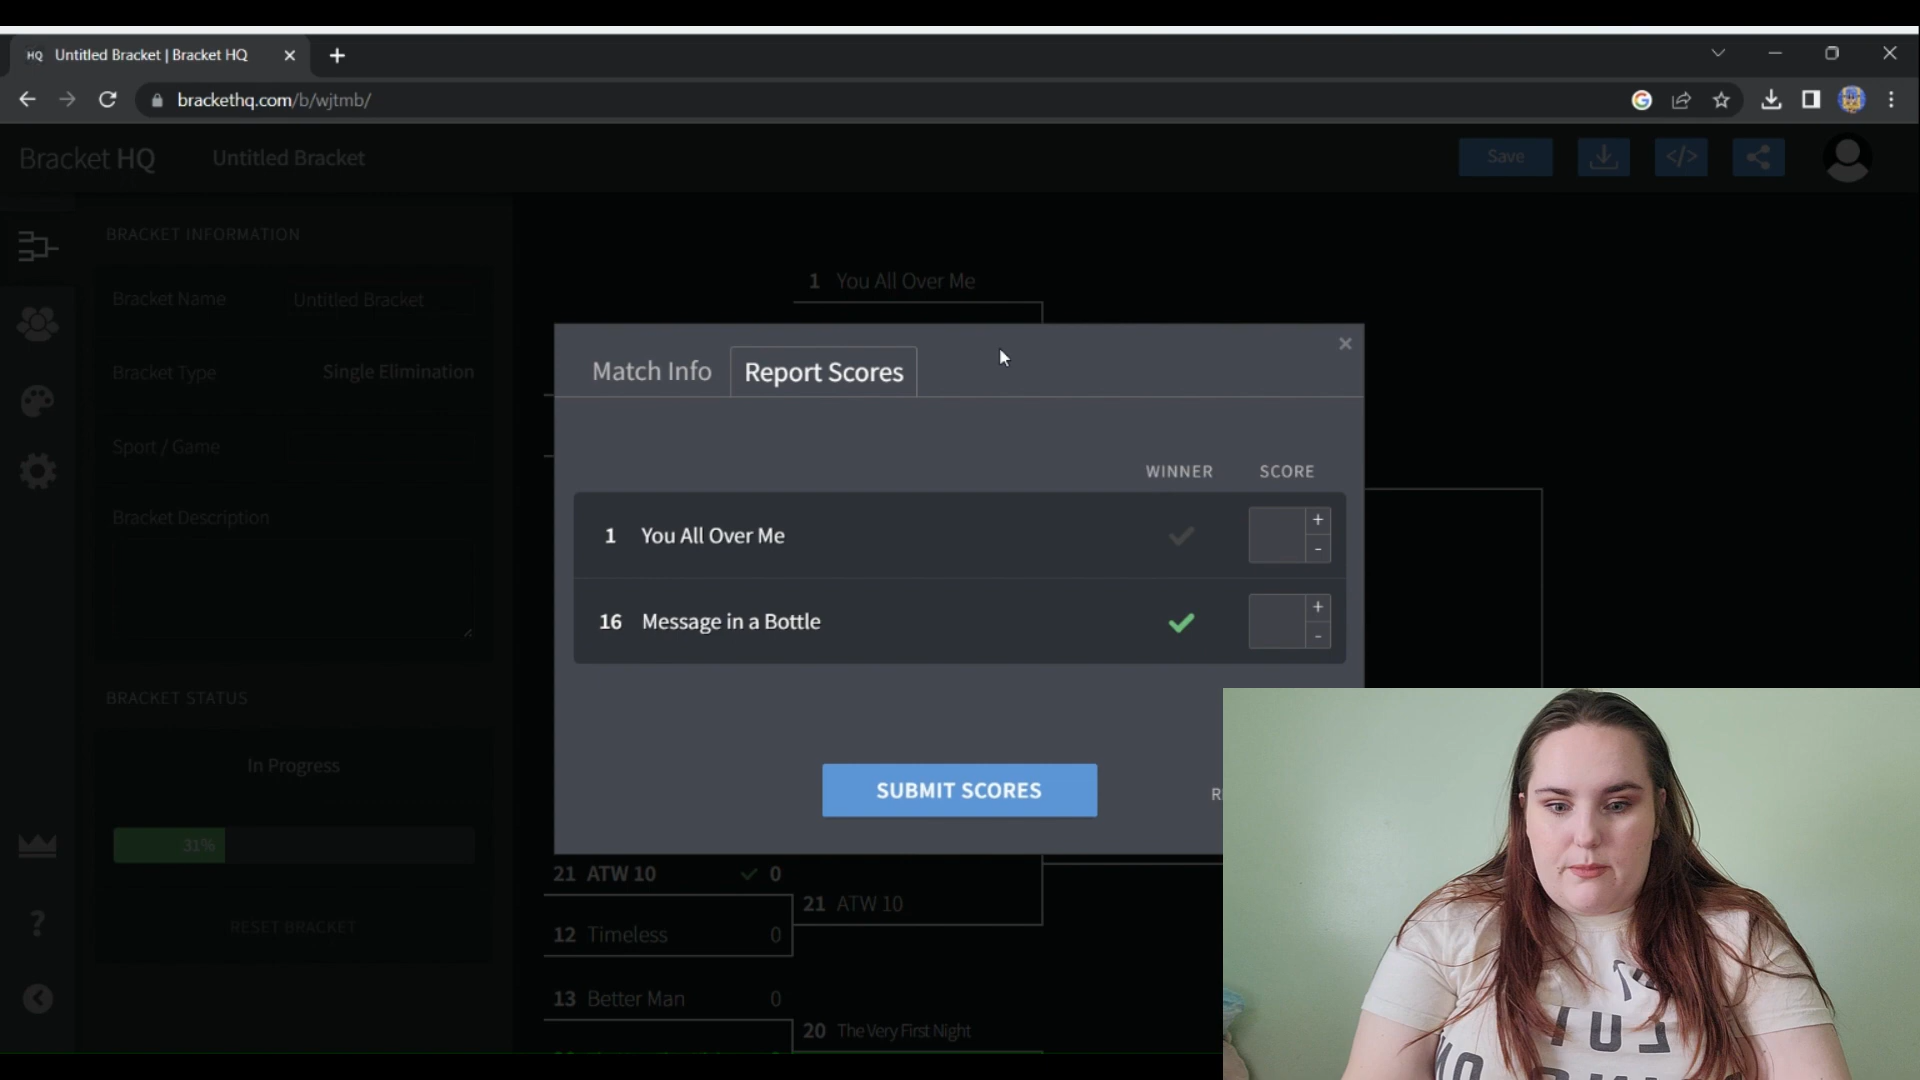 HQ Untitled Bracket | Bracket HQ
brackethq.com/b/wjtmb/
Bracket HQ
Untitled Bracket
Save
</>
BRACKET INFORMATION
Bracket Name
Untitled Bracket
Bracket Type
Single Elimination
Sport / Game
Bracket Description
BRACKET STATUS
In Progress
31%
RESET BRACKET
1 You All Over Me
Match Info
Report Scores
WINNER
SCORE
1 You All Over Me
+
-
16 Message in a Bottle
+
-
SUBMIT SCORES
21 ATW 10 0
12 Timeless 0
21 ATW 10
13 Better Man 0
20 The Very First Night